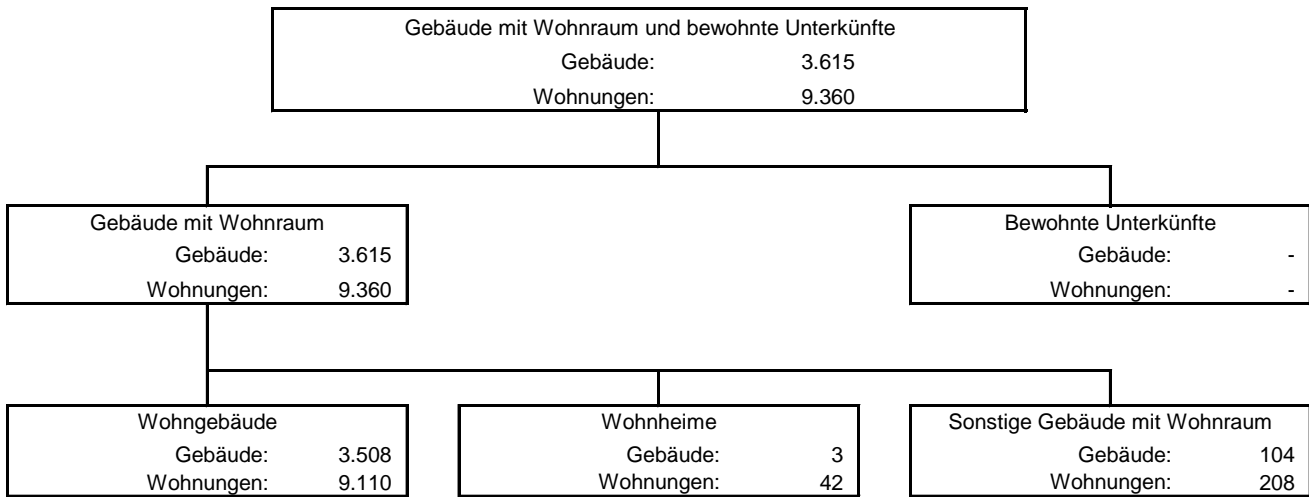 Gebäude mit Wohnraum und bewohnte Unterkünfte
Gebäude: 3.615
Wohnungen: 9.360
Gebäude mit Wohnraum
Gebäude: 3.615
Wohnungen: 9.360
Bewohnte Unterkünfte
Gebäude: -
Wohnungen: -
Wohngebäude
Gebäude: 3.508
Wohnungen: 9.110
Wohnheime
Gebäude: 3
Wohnungen: 42
Sonstige Gebäude mit Wohnraum
Gebäude: 104
Wohnungen: 208